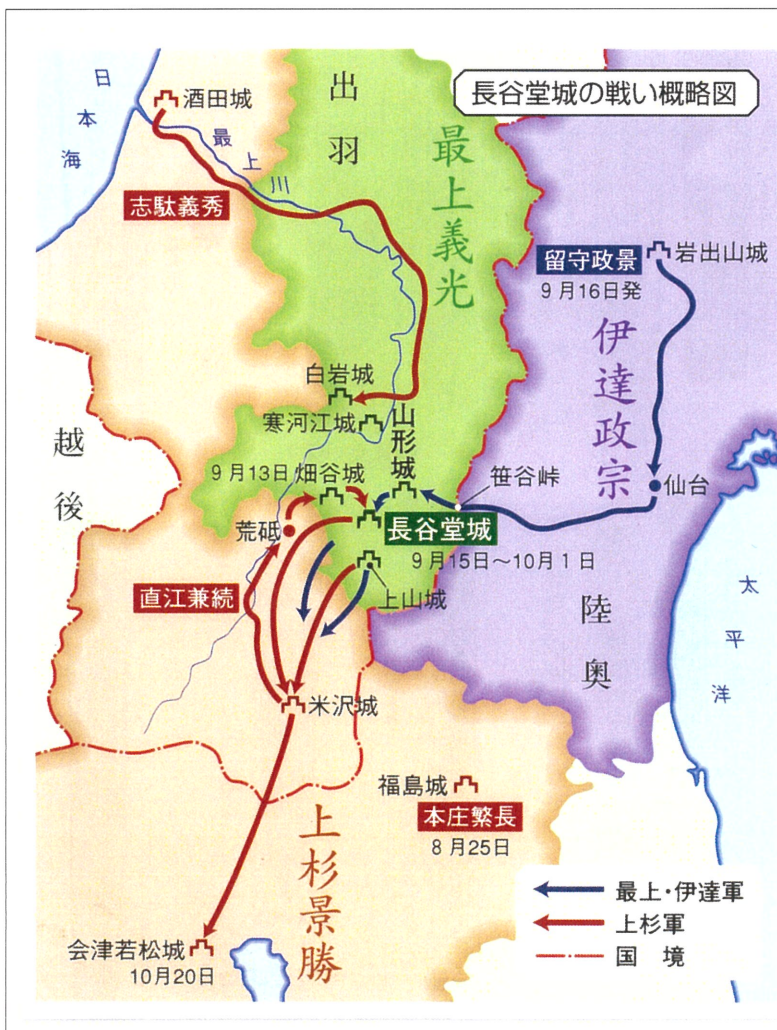 長谷堂城の戦い概略図
日本海
酒田城
最上川
志駄義秀
出羽
最上義光
留守政景
9月16日発
岩出山城
伊達政宗
白岩城
寒河江城
山形城
越後
9月13日 畑谷城
笹谷峠
仙台
荒砥
長谷堂城
9月15日～10月1日
上山城
直江兼続
陸奥
太平洋
米沢城
福島城
本庄繁長
8月25日
上杉景勝
会津若松城
10月20日
最上・伊達軍
上杉軍
国境